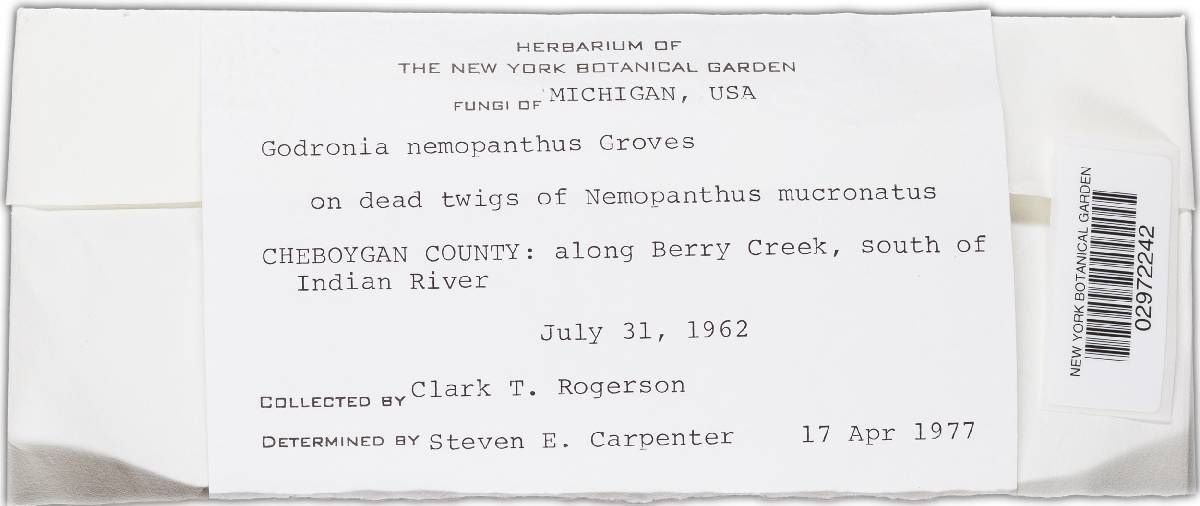 HERBARIUM OF
THE NEW YORK BOTANICAL GARDEN
FUNGI OF MICHIGAN, USA
Godronia nemopanthus Groves
on dead twigs of Nemopanthus mucronatus
CHEBOYGAN COUNTY: along Berry Creek, south of
Indian River
July 31, 1962
COLLECTED BY Clark T. Rogerson
DETERMINED BY Steven E. Carpenter 17 Apr 1977
NEW YORK BOTANICAL GARDEN
02972242